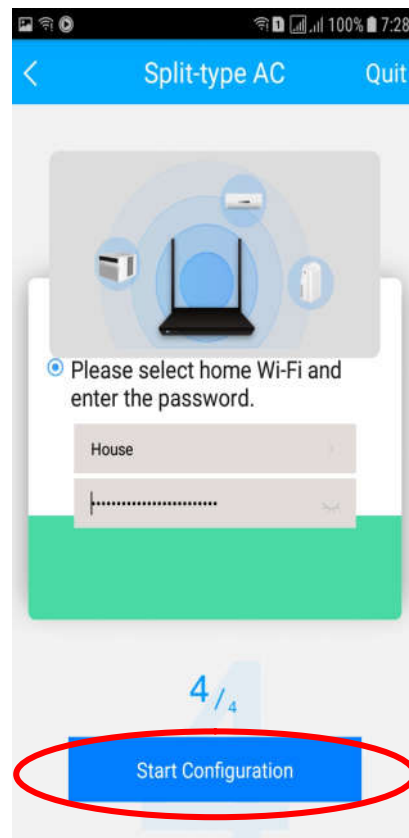 1 100% 7:28
Split-type AC Quit
Please select home Wi-Fi and
enter the password.
House
························
4/4
Start Configuration